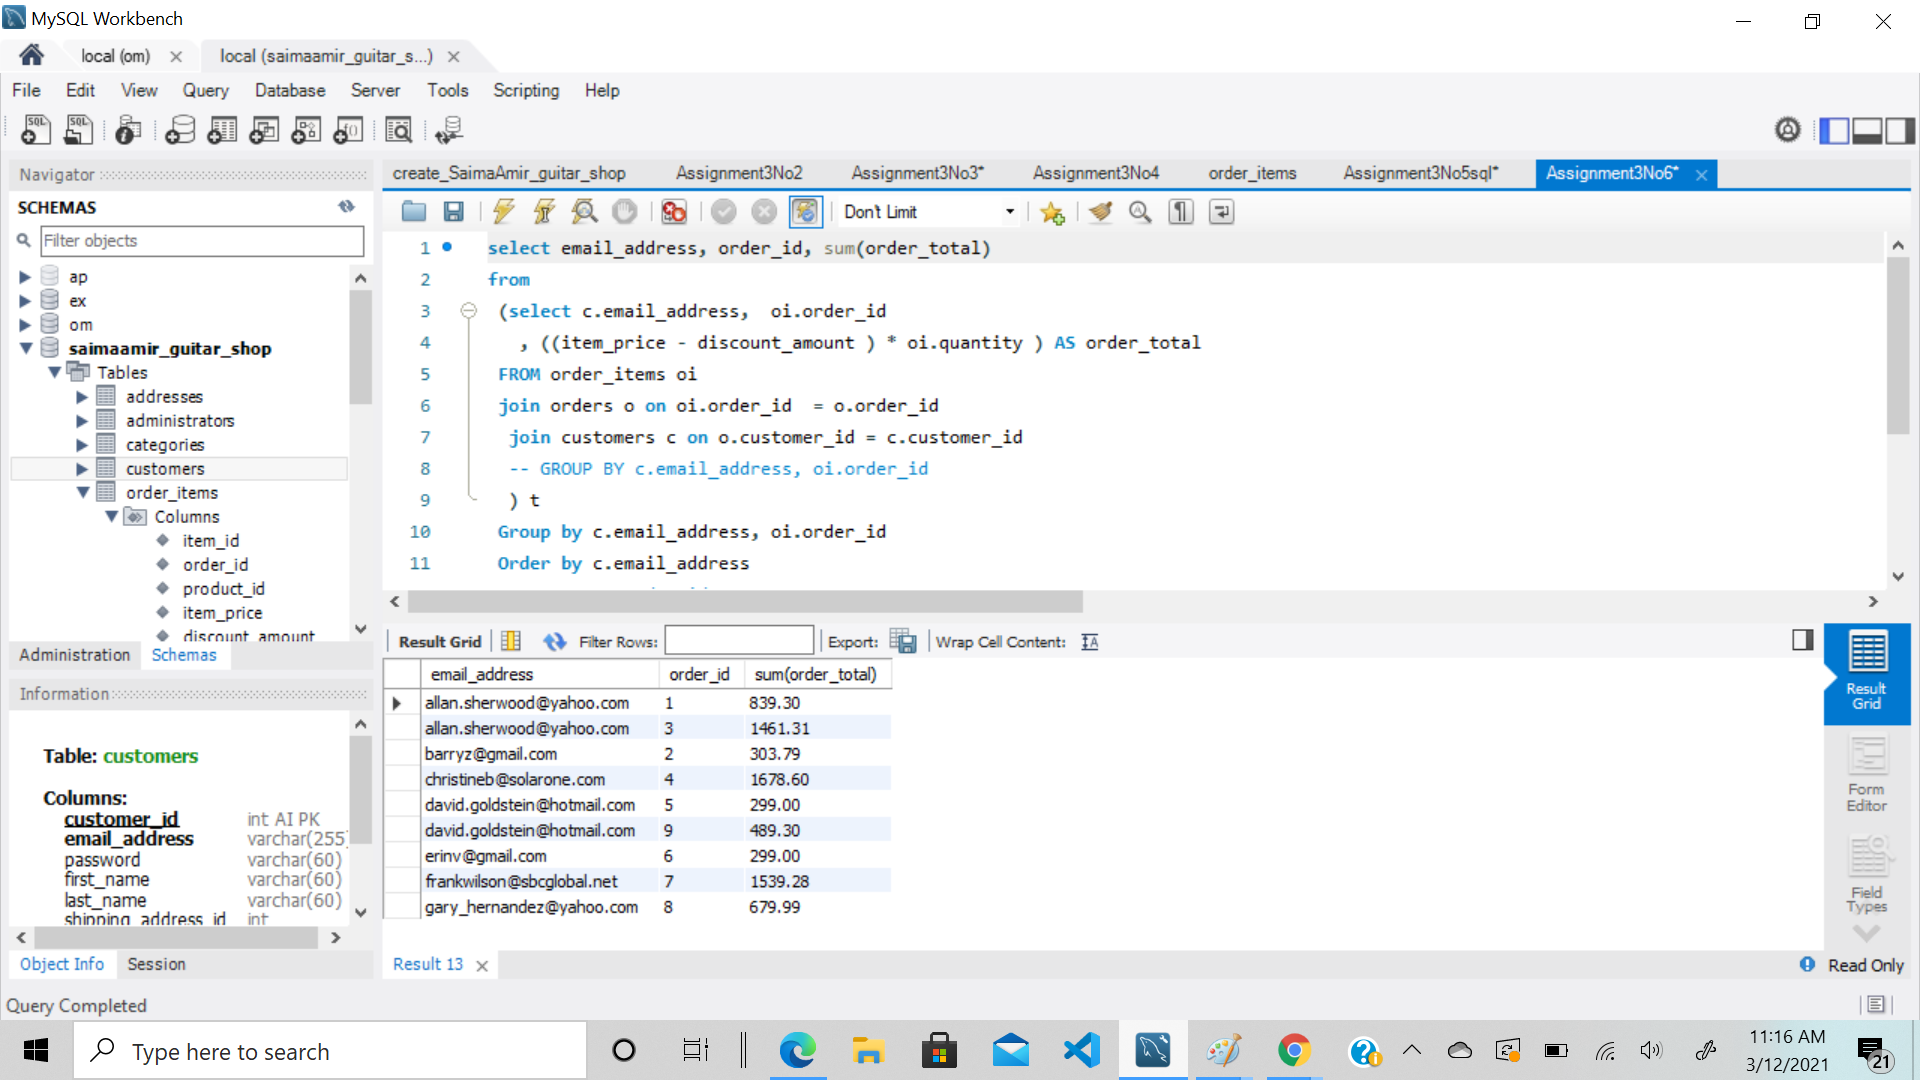 MySQL Workbench
local (om)
local (saimaamir_guitar_s...)
File Edit View Query Database Server Tools Scripting Help
Navigator
SCHEMAS
Filter objects
ap
ex
om
saimaamir_guitar_shop
Tables
addresses
administrators
categories
customers
order_items
Columns
item_id
order_id
product_id
item_price
discount_amount
Administration Schemas
Information
Table: customers
Columns:
customer_id int AI PK
email_address varchar(255)
password varchar(60)
first_name varchar(60)
last_name varchar(60)
shipping_address_id int
Object Info Session
Query Completed
create_SaimaAmir_guitar_shop Assignment3No2 Assignment3No3* Assignment3No4 order_items Assignment3No5sql* Assignment3No6*
Don't Limit
1 select email_address, order_id, sum(order_total)
2 from
3 (select c.email_address, oi.order_id
4 , ((item_price - discount_amount ) * oi.quantity ) AS order_total
5 FROM order_items oi
6 join orders o on oi.order_id = o.order_id
7 join customers c on o.customer_id = c.customer_id
8 -- GROUP BY c.email_address, oi.order_id
9 ) t
10 Group by c.email_address, oi.order_id
11 Order by c.email_address
Result Grid Filter Rows: Export: Wrap Cell Content:
email_address order_id sum(order_total)
allan.sherwood@yahoo.com 1 839.30
allan.sherwood@yahoo.com 3 1461.31
barryz@gmail.com 2 303.79
christineb@solarone.com 4 1678.60
david.goldstein@hotmail.com 5 299.00
david.goldstein@hotmail.com 9 489.30
erinv@gmail.com 6 299.00
frankwilson@sbcglobal.net 7 1539.28
gary_hernandez@yahoo.com 8 679.99
Result
Grid
Form
Editor
Field
Types
Result 13
Read Only
Type here to search
11:16 AM
3/12/2021
21